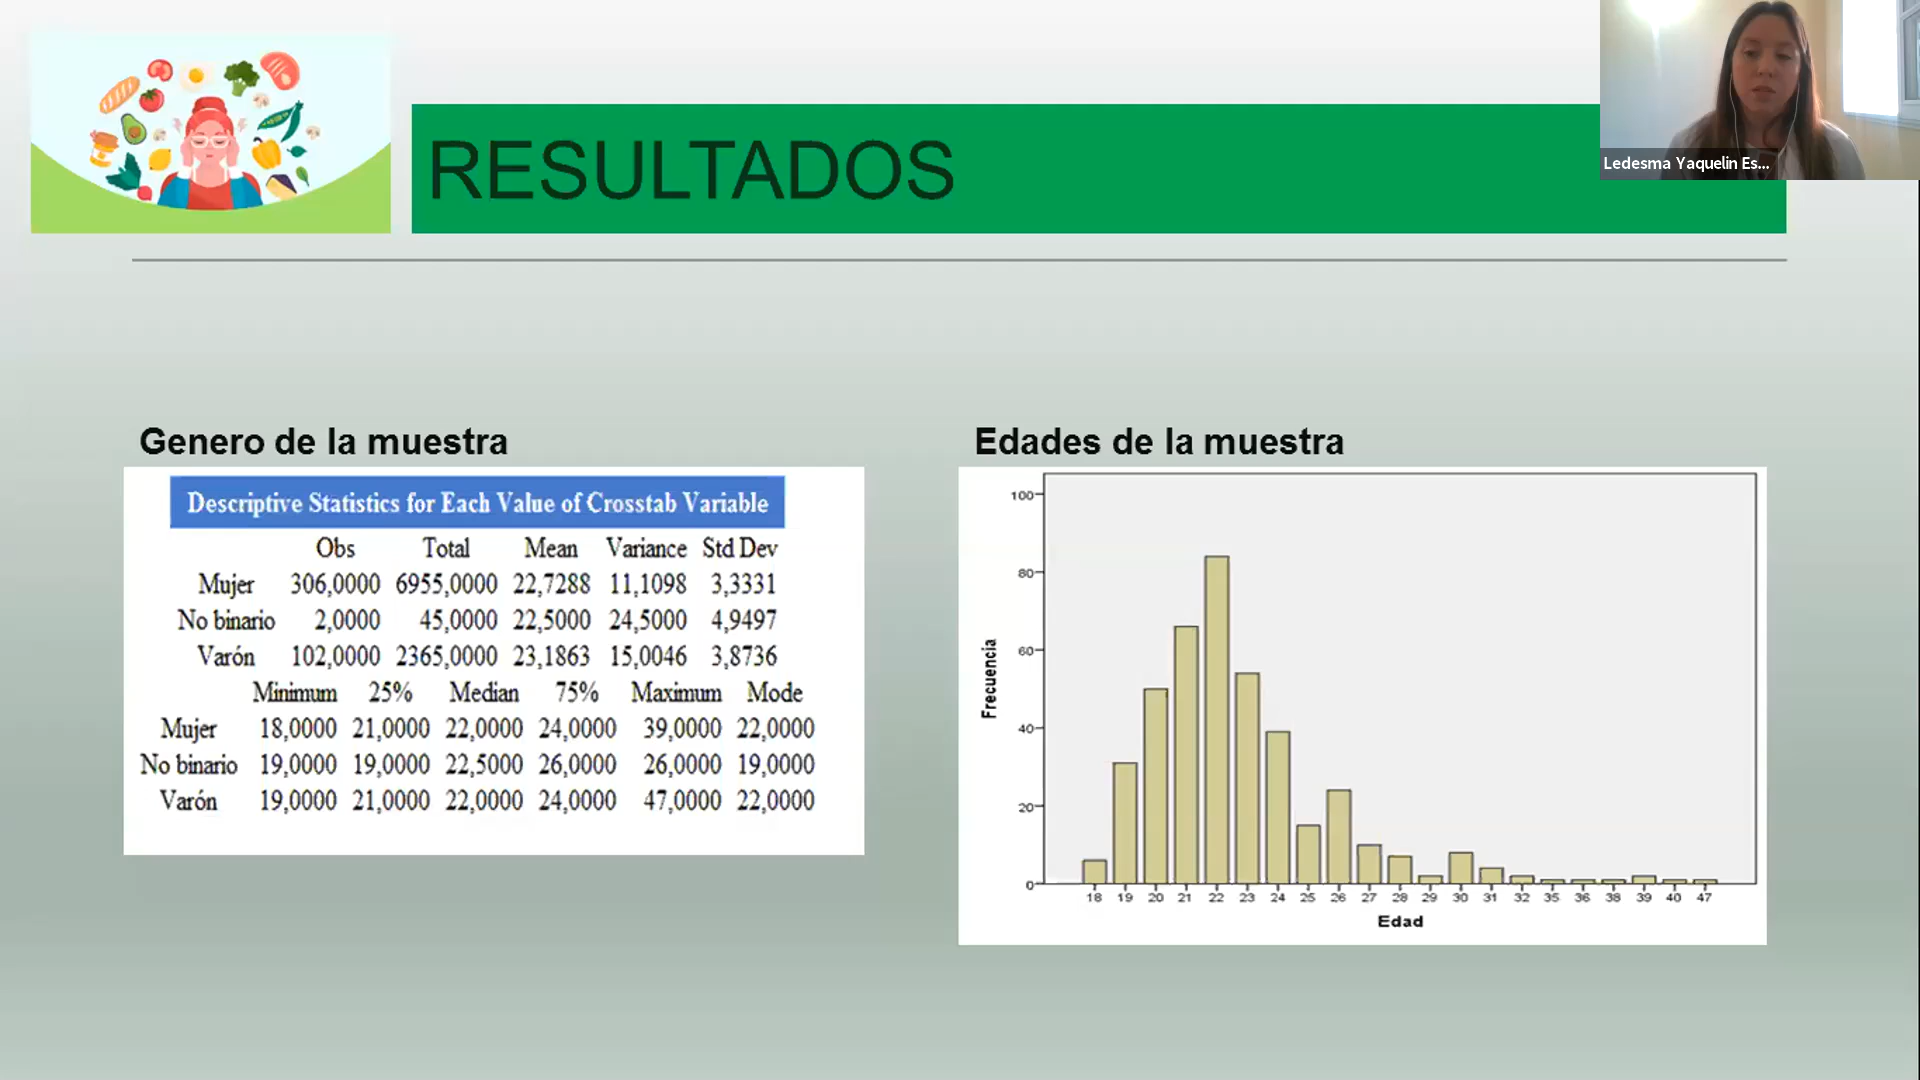 RESULTADOS
Ledesma Yaquelin Es...
Genero de la muestra
Descriptive Statistics for Each Value of Crosstab Variable
Obs Total Mean Variance Std Dev
Mujer 306,0000 6955,0000 22,7288 11,1098 3,3331
No binario 2,0000 45,0000 22,5000 24,5000 4,9497
Varón 102,0000 2365,0000 23,1863 15,0046 3,8736
Minimum 25% Median 75% Maximum Mode
Mujer 18,0000 21,0000 22,0000 24,0000 39,0000 22,0000
No binario 19,0000 19,0000 22,5000 26,0000 26,0000 19,0000
Varón 19,0000 21,0000 22,0000 24,0000 47,0000 22,0000
Edades de la muestra
100
80
60
40
20
0
Frecuencia
18 19 20 21 22 23 24 25 26 27 28 29 30 31 32 35 36 38 39 40 47
Edad